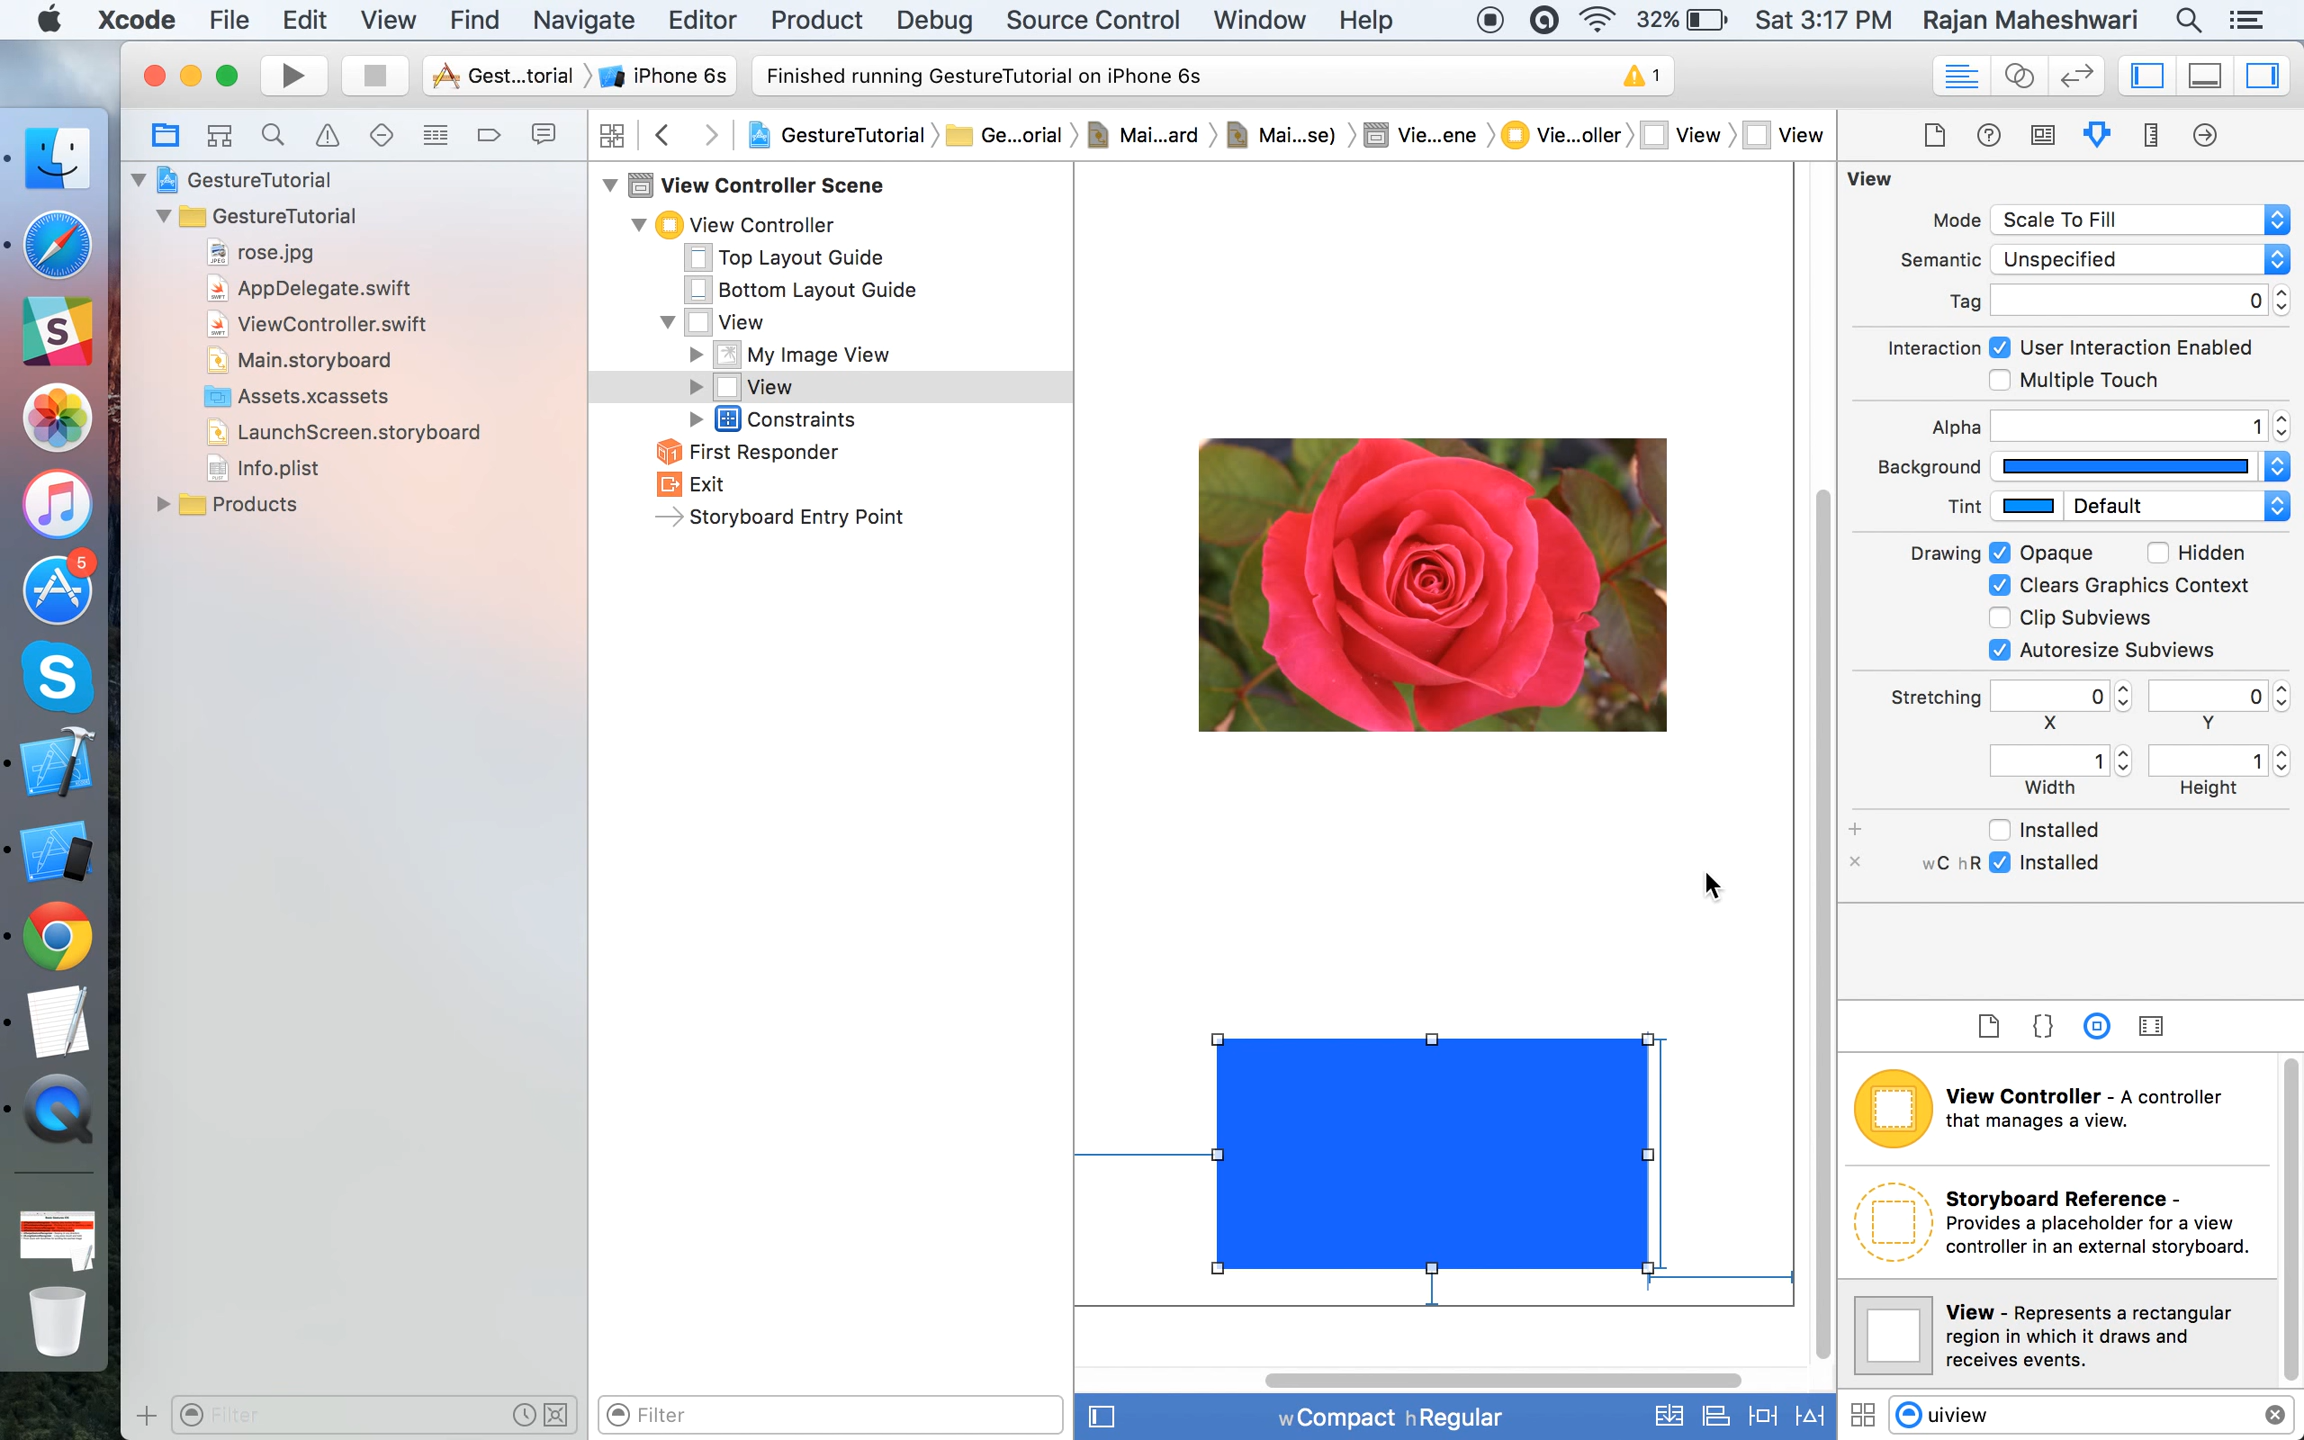 Xcode File Edit View Find Navigate Editor Product Debug Source Control Window Help 32% Sat 3:17 PM Rajan Maheshwari
Gest...torial iPhone 6s Finished running GestureTutorial on iPhone 6s 1
GestureTutorial Ge...orial Mai...ard Mai...se) Vie...ene Vie...oller View View
GestureTutorial
GestureTutorial
rose.jpg
AppDelegate.swift
ViewController.swift
Main.storyboard
Assets.xcassets
LaunchScreen.storyboard
Info.plist
Products
Filter
View Controller Scene
View Controller
Top Layout Guide
Bottom Layout Guide
View
My Image View
View
Constraints
First Responder
Exit
Storyboard Entry Point
Filter
wCompact hRegular
View
Mode Scale To Fill
Semantic Unspecified
Tag 0
Interaction User Interaction Enabled
Multiple Touch
Alpha 1
Background
Tint Default
Drawing Opaque Hidden
Clears Graphics Context
Clip Subviews
Autoresize Subviews
Stretching 0 0
X Y
1 1
Width Height
+ Installed
× wC hR Installed
View Controller - A controller
that manages a view.
Storyboard Reference -
Provides a placeholder for a view
controller in an external storyboard.
View - Represents a rectangular
region in which it draws and
receives events.
uiview
5